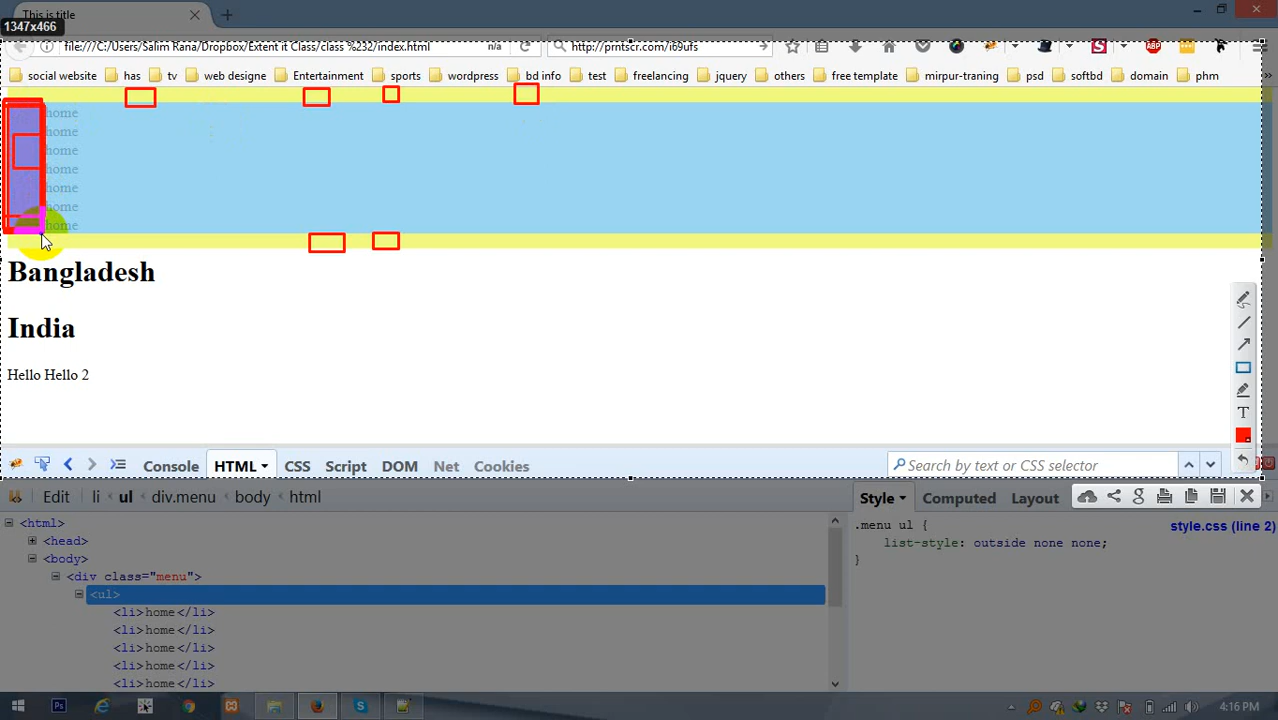 This is title
1347x466
file:///C:/Users/Salim Rana/Dropbox/Extent it Class/class %232/index.html
n/a
http://prntscr.com/i69ufs
social website has tv web designe Entertainment sports wordpress bd info test freelancing jquery others free template mirpur-traning psd softbd domain phm
home
home
home
home
home
home
home
Bangladesh
India
Hello Hello 2
Console HTML CSS Script DOM Net Cookies
Search by text or CSS selector
Edit li ul div.menu body html
Style Computed Layout
<html>
<head>
<body>
<div class="menu">
<ul>
<li>home</li>
<li>home</li>
<li>home</li>
<li>home</li>
<li>home</li>
.menu ul {
style.css (line 2)
list-style: outside none none;
}
4:16 PM